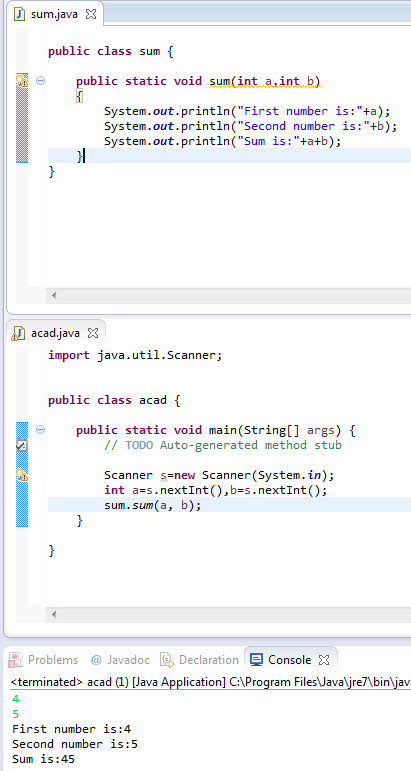 sum.java
public class sum {
public static void sum(int a,int b)
{
System.out.println("First number is:"+a);
System.out.println("Second number is:"+b);
System.out.println("Sum is:"+a+b);
}
}
acad.java
import java.util.Scanner;
public class acad {
public static void main(String[] args) {
// TODO Auto-generated method stub
Scanner s=new Scanner(System.in);
int a=s.nextInt(),b=s.nextInt();
sum.sum(a, b);
}
}
Problems @ Javadoc Declaration Console
<terminated> acad (1) [Java Application] C:\Program Files\Java\jre7\bin\java
4
5
First number is:4
Second number is:5
Sum is:45